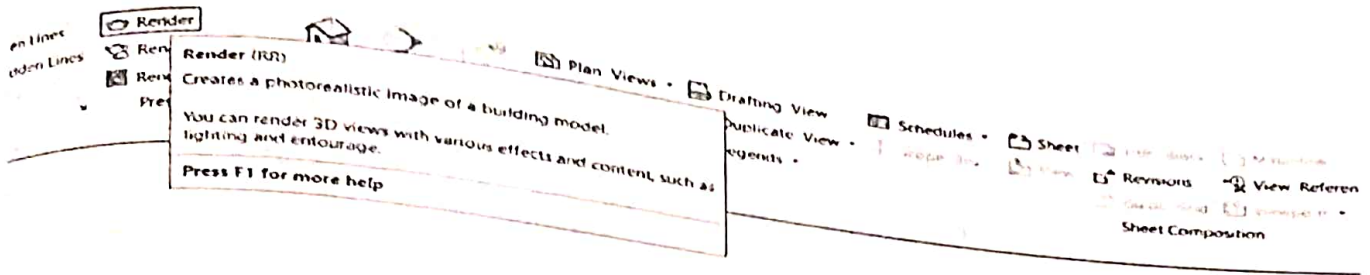 en Lines
dden Lines
Render
Ren
Ren
Pre
Render (RR)
Creates a photorealistic image of a building model.
You can render 3D views with various effects and content, such as
lighting and entourage.
Press F1 for more help
Plan Views
Drafting View
Duplicate View
egends
Schedules
Sheet
Revisions
View Referen
Sheet Composition